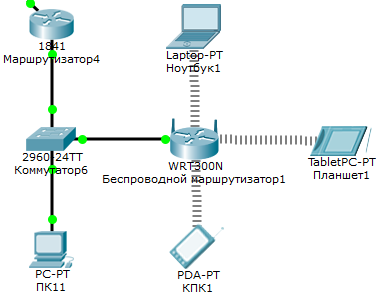 1841
Маршрутизатор4
Laptop-PT
Ноутбук1
2960-24TT
Коммутатор6
WRT300N
Беспроводной маршрутизатор1
TabletPC-PT
Планшет1
PC-PT
ПК11
PDA-PT
КПК1